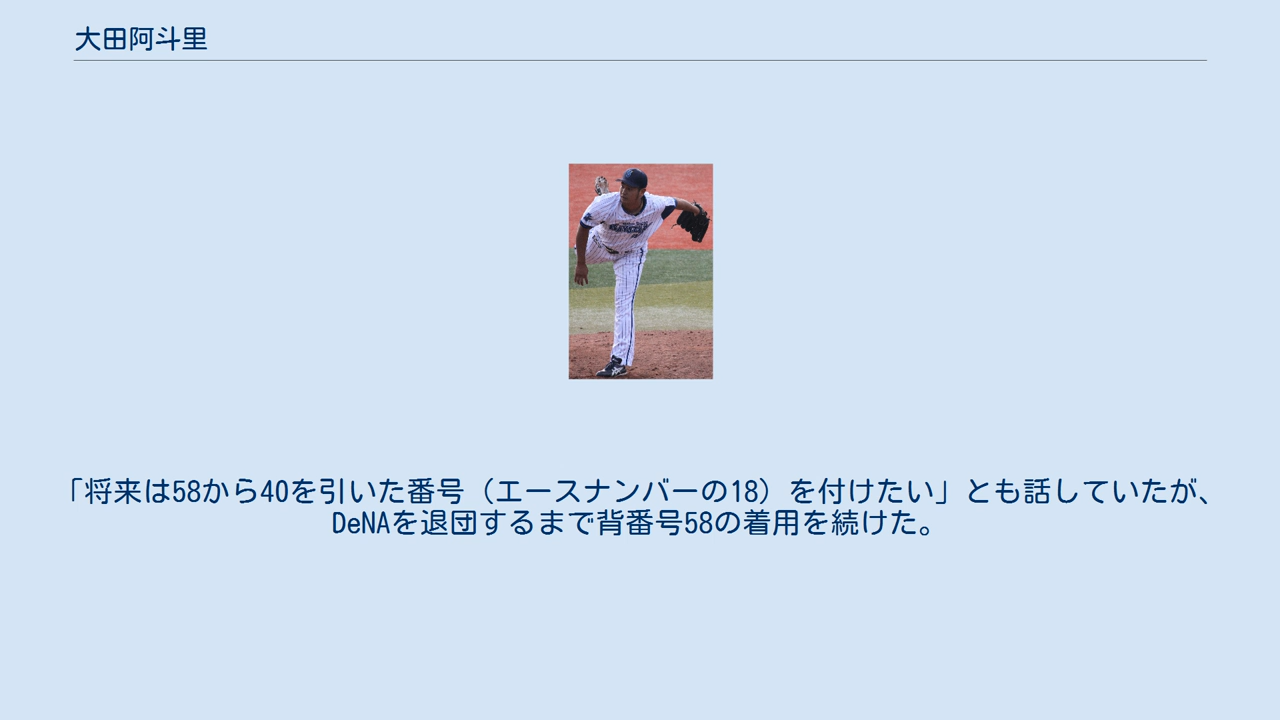 大田阿斗里
「将来は58から40を引いた番号（エースナンバーの18）を付けたい」とも話していたが、
DeNAを退団するまで背番号58の着用を続けた。